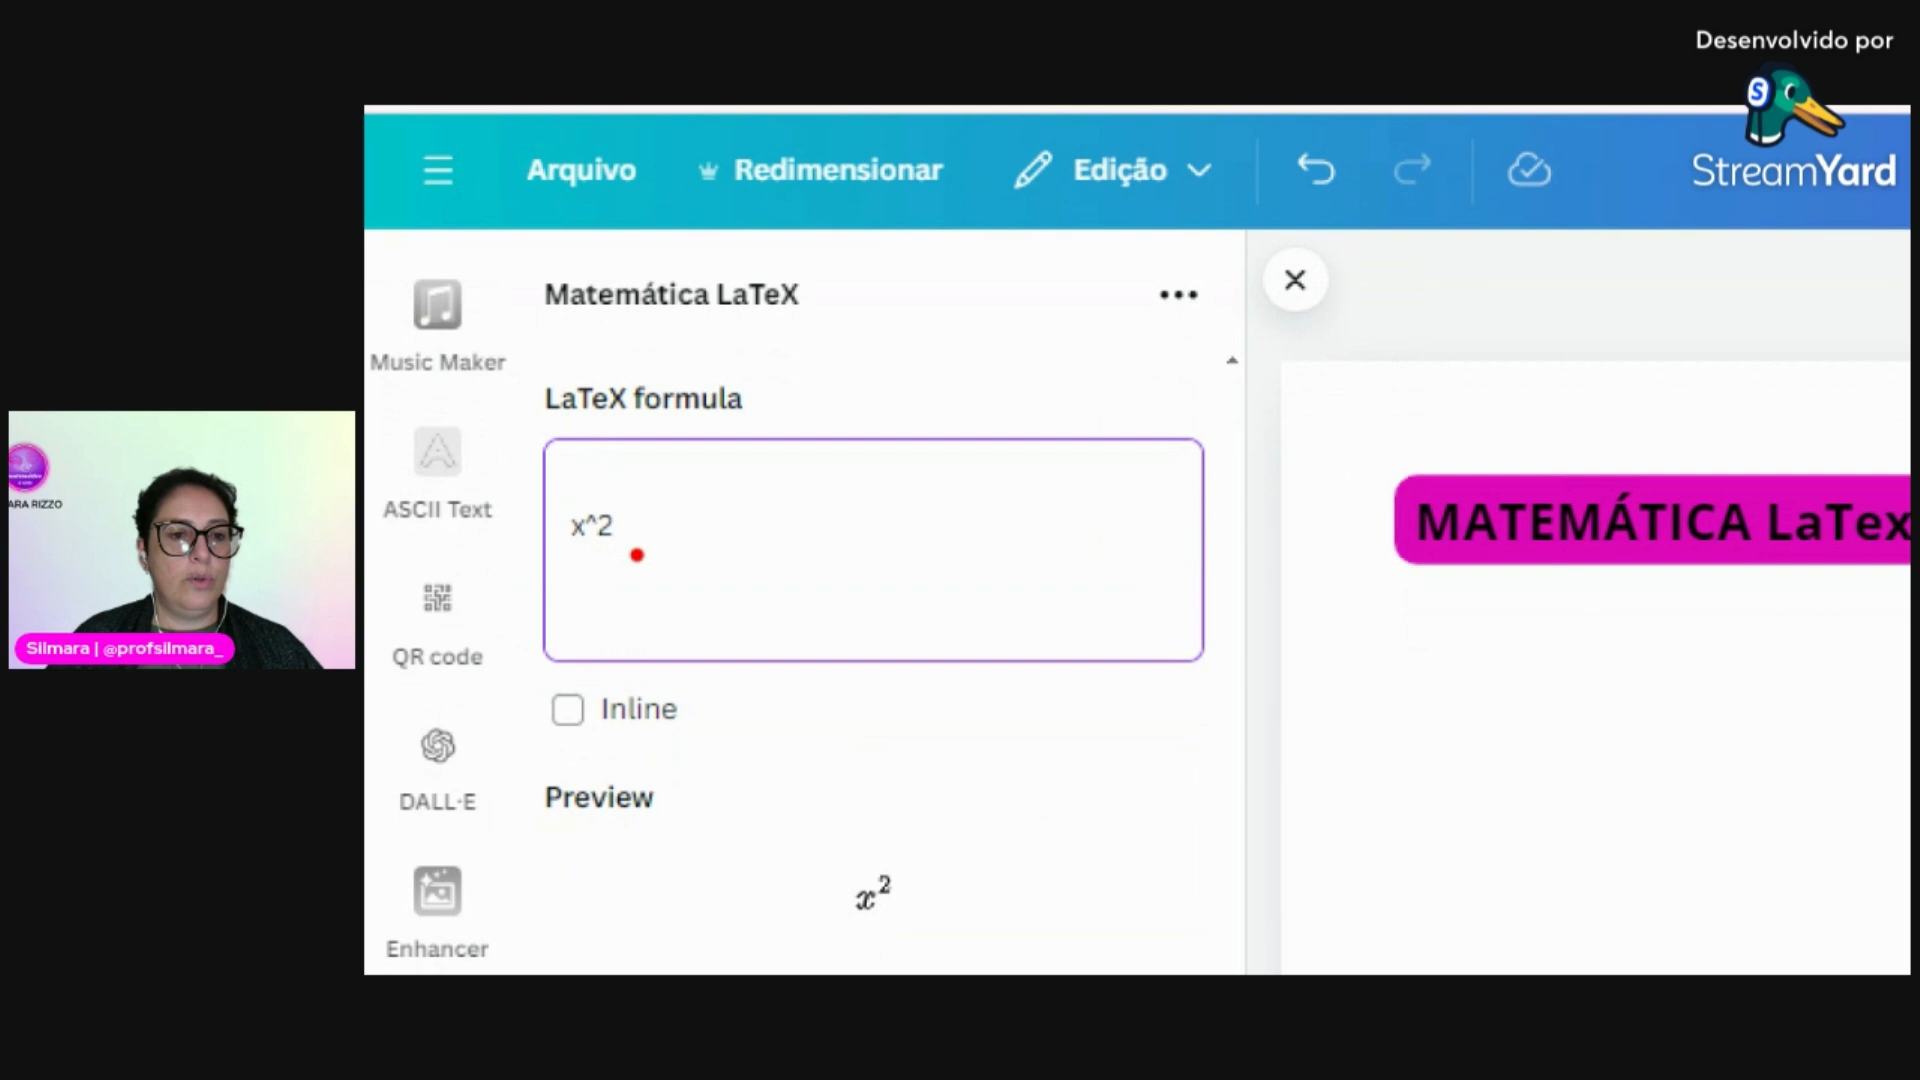 Desenvolvido por
StreamYard
Arquivo
Redimensionar
Edição
Matemática LaTeX
LaTeX formula
x^2
Inline
Preview
x²
Music Maker
ASCII Text
QR code
DALL·E
Enhancer
MATEMÁTICA LaTex
ARA RIZZO
Silmara | @profsilmara_